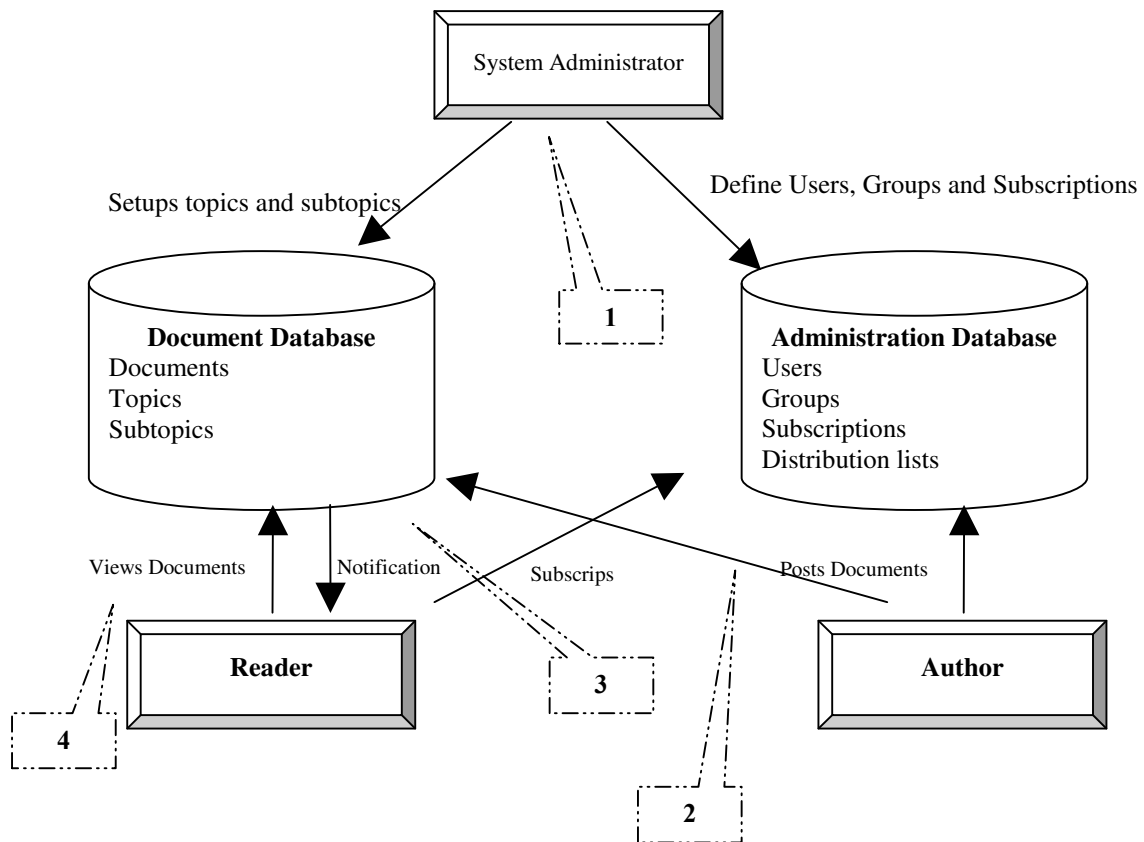 System Administrator
Setups topics and subtopics
Define Users, Groups and Subscriptions
1
Document Database
Documents
Topics
Subtopics
Administration Database
Users
Groups
Subscriptions
Distribution lists
Views Documents
Notification
Subscrips
Posts Documents
Reader
3
Author
4
2